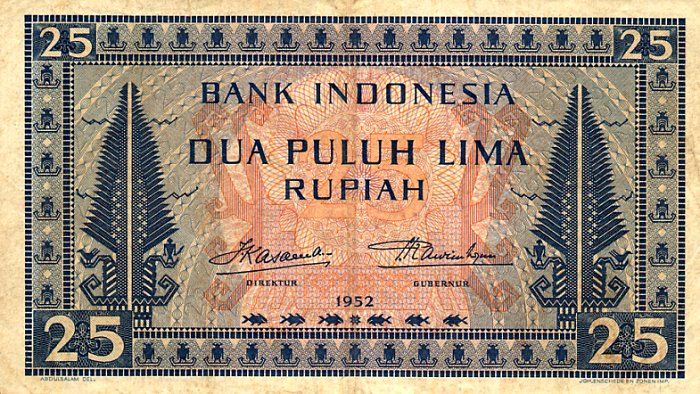 25 25
BANK INDONESIA
DUA PULUH LIMA
RUPIAH
DIREKTUR GUBERNUR
1952
25 25
ABDULSALAM DEL. JOH. ENSCHEDÉ EN ZONEN IMP.